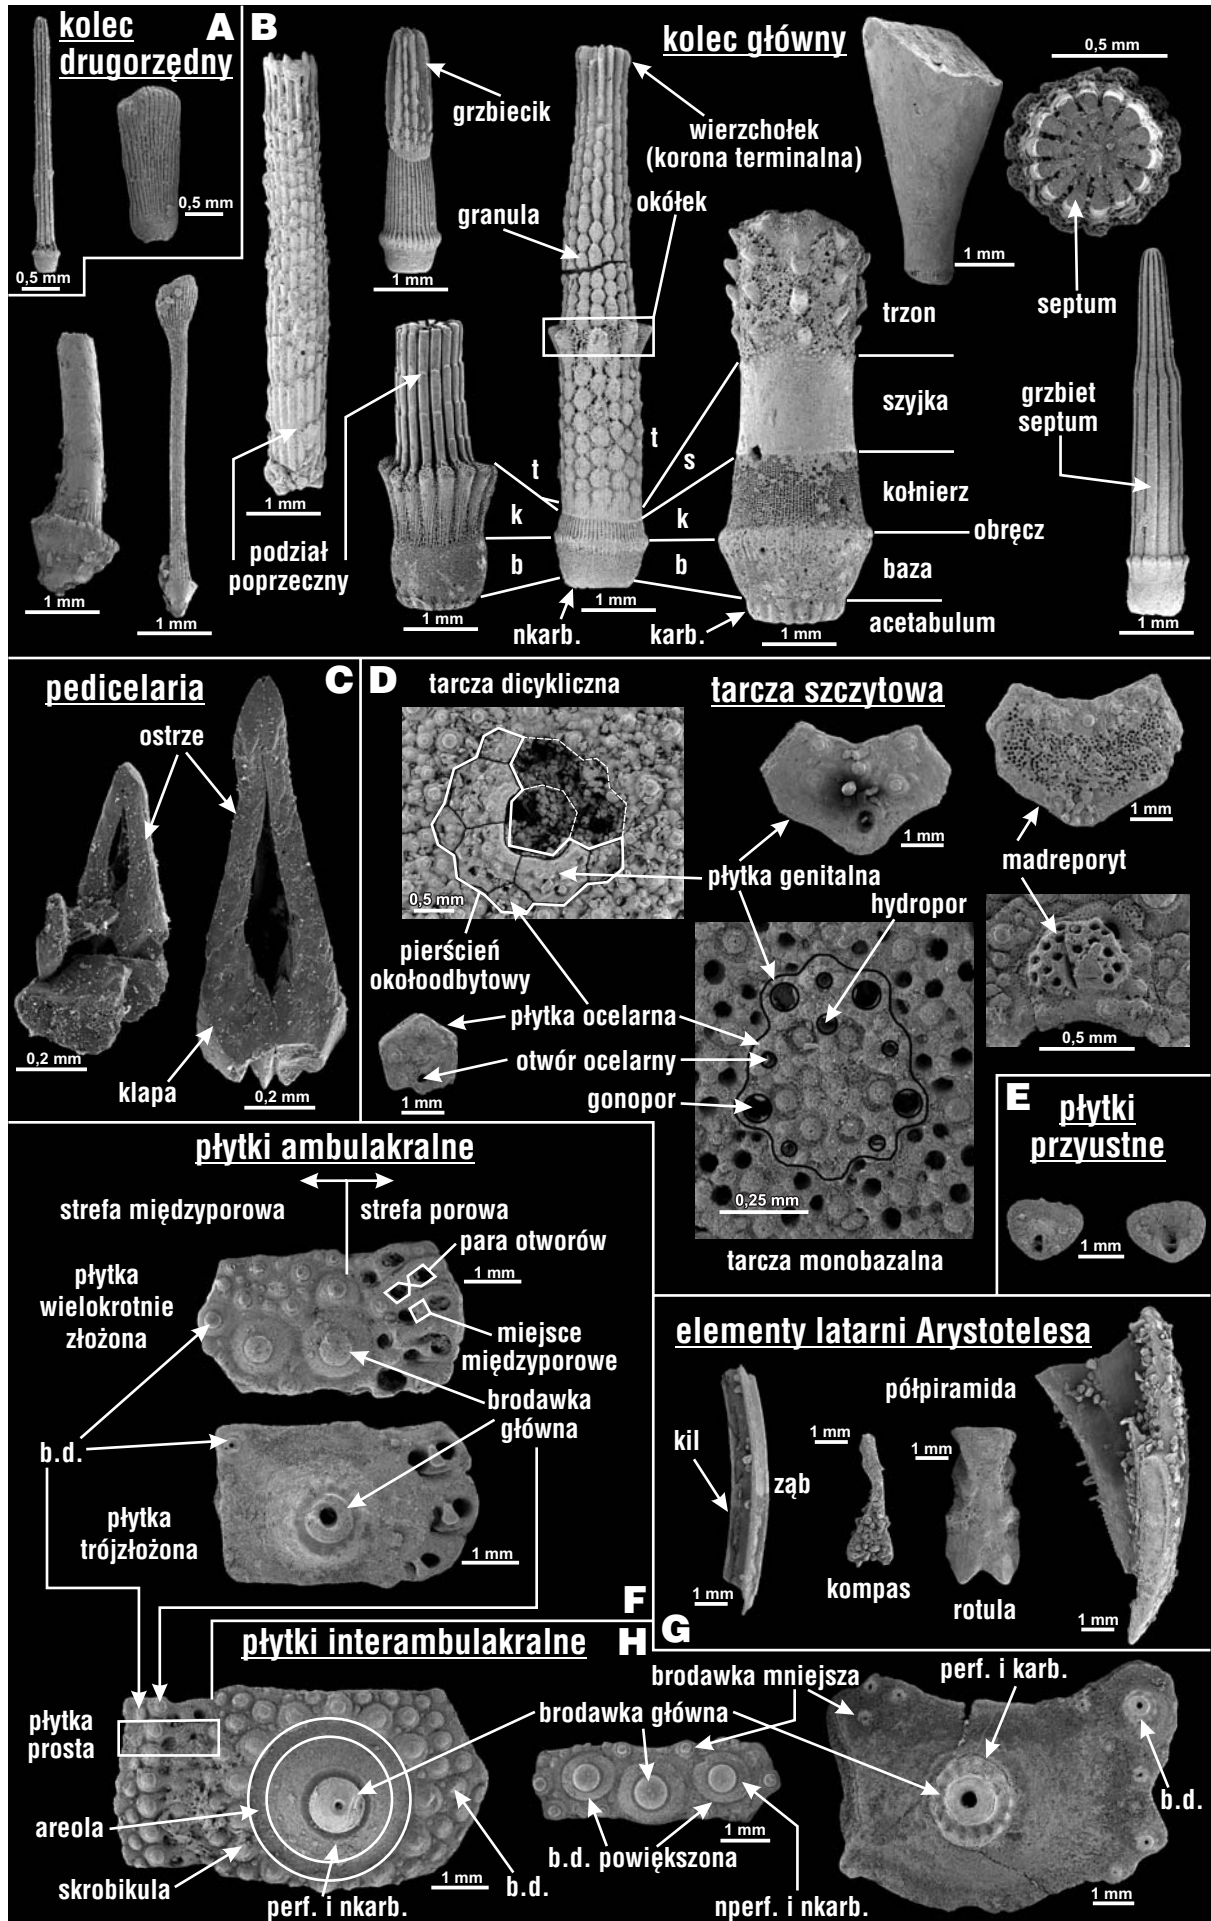 A
kolec
drugorzędny
0,5 mm
0,5 mm
1 mm
1 mm
B
kolec główny
grzbiecik
wierzchołek
(korona terminalna)
granula
okółek
1 mm
1 mm
0,5 mm
septum
trzon
szyjka
grzbiet
septum
kołnierz
obręcz
baza
acetabulum
t
s
t
k
k
b
b
podział
poprzeczny
1 mm
1 mm
1 mm
nkarb.
karb.
1 mm
1 mm
C
pedicelaria
ostrze
klapa
0,2 mm
0,2 mm
D
tarcza dicykliczna
tarcza szczytowa
0,5 mm
1 mm
1 mm
madreporyt
płytka genitalna
hydropor
pierścień
okołoodbytowy
płytka ocelarna
otwór ocelarny
gonopor
1 mm
0,5 mm
0,25 mm
tarcza monobazalna
E
płytki
przyustne
1 mm
płytki ambulakralne
strefa międzyporowa
strefa porowa
para otworów
1 mm
płytka
wielokrotnie
złożona
miejsce
międzyporowe
brodawka
główna
b.d.
płytka
trójzłożona
1 mm
F
elementy latarni Arystotelesa
półpiramida
kil
ząb
1 mm
1 mm
kompas
rotula
1 mm
1 mm
G
płytki interambulakralne
H
brodawka mniejsza
perf. i karb.
brodawka główna
płytka
prosta
areola
skrobikula
perf. i nkarb.
b.d.
1 mm
b.d. powiększona
1 mm
nperf. i nkarb.
b.d.
1 mm